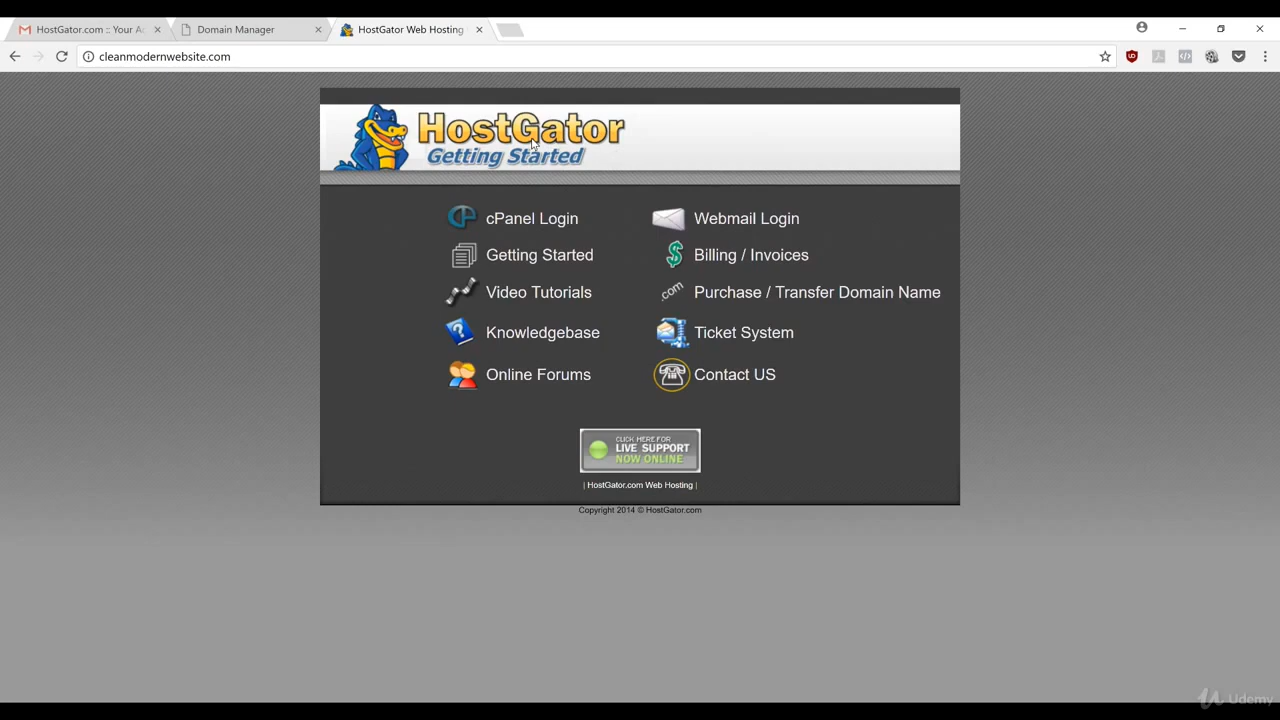 HostGator.com :: Your Ac
Domain Manager
HostGator Web Hosting
cleanmodernwebsite.com
HostGator
Getting Started
cPanel Login
Webmail Login
Getting Started
Billing / Invoices
Video Tutorials
.com
Purchase / Transfer Domain Name
Knowledgebase
Ticket System
Online Forums
Contact US
CLICK HERE FOR
LIVE SUPPORT
NOW ONLINE
| HostGator.com Web Hosting |
Copyright 2014 © HostGator.com
Udemy